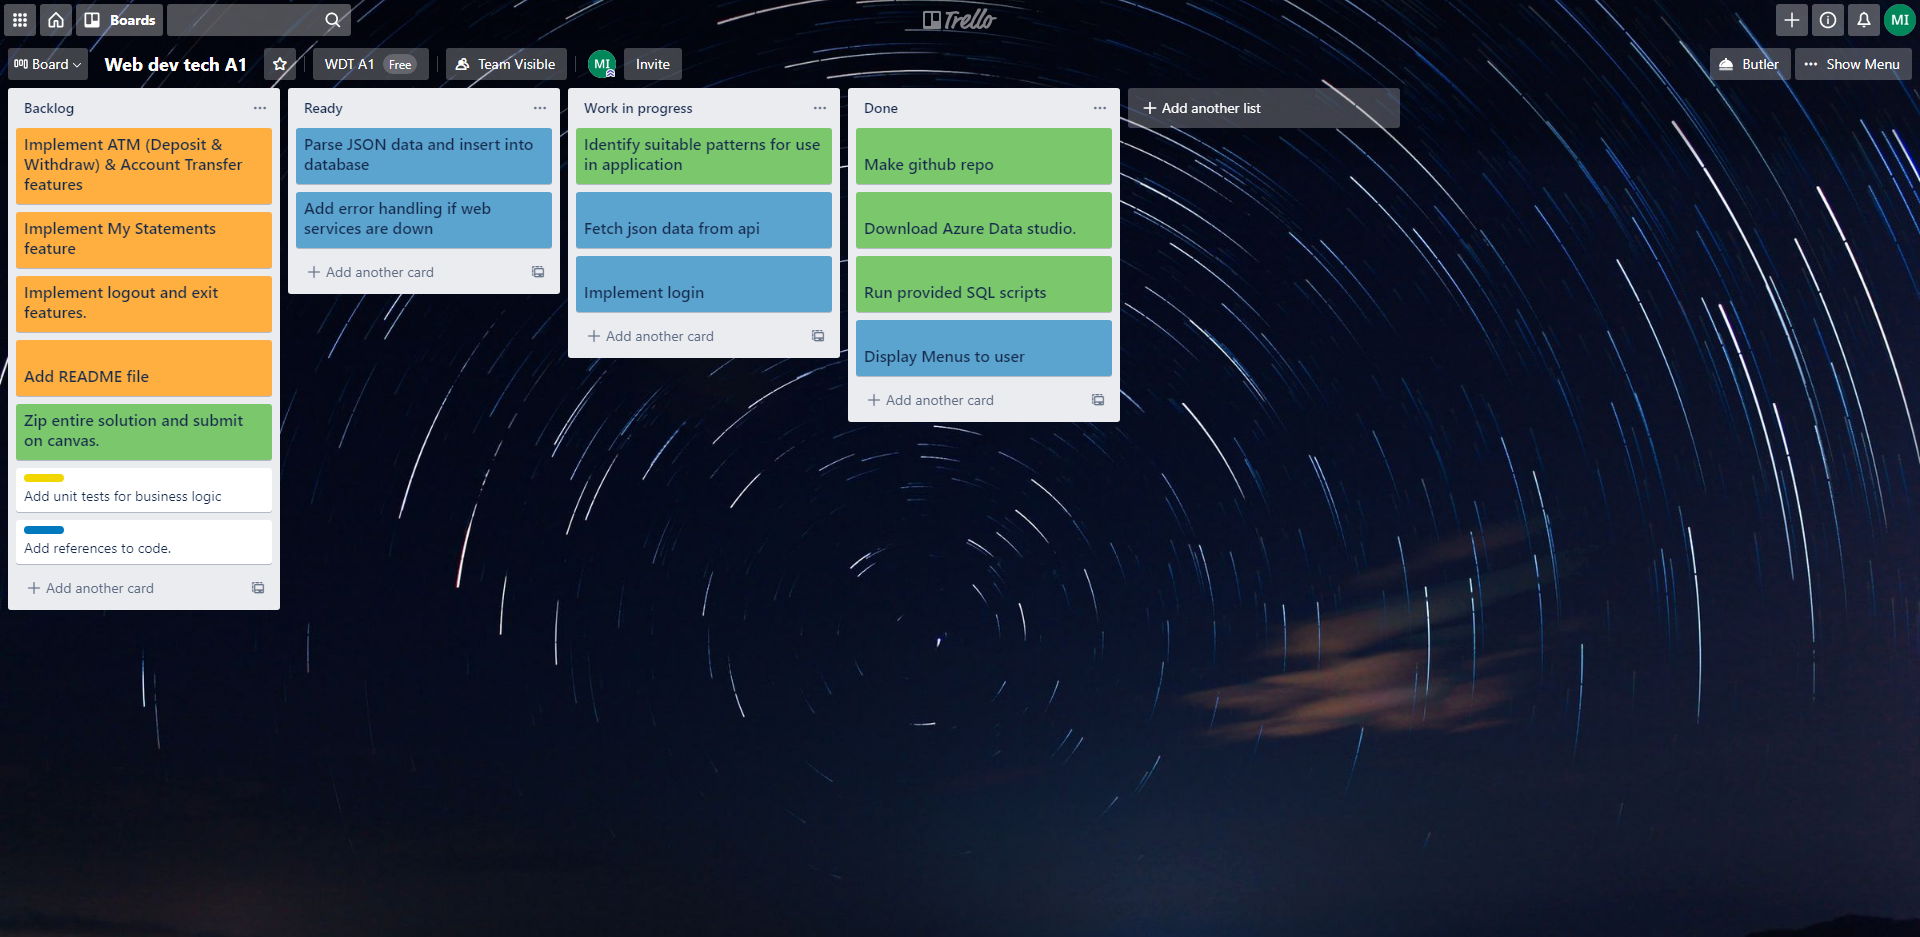 Boards
Trello
MI
Board
Web dev tech A1
WDT A1 Free
Team Visible
MI
Invite
Butler
Show Menu
Backlog
Implement ATM (Deposit &
Withdraw) & Account Transfer
features
Implement My Statements
feature
Implement logout and exit
features.
Add README file
Zip entire solution and submit
on canvas.
Add unit tests for business logic
Add references to code.
Add another card
Ready
Parse JSON data and insert into
database
Add error handling if web
services are down
Add another card
Work in progress
Identify suitable patterns for use
in application
Fetch json data from api
Implement login
Add another card
Done
Make github repo
Download Azure Data studio.
Run provided SQL scripts
Display Menus to user
Add another card
Add another list